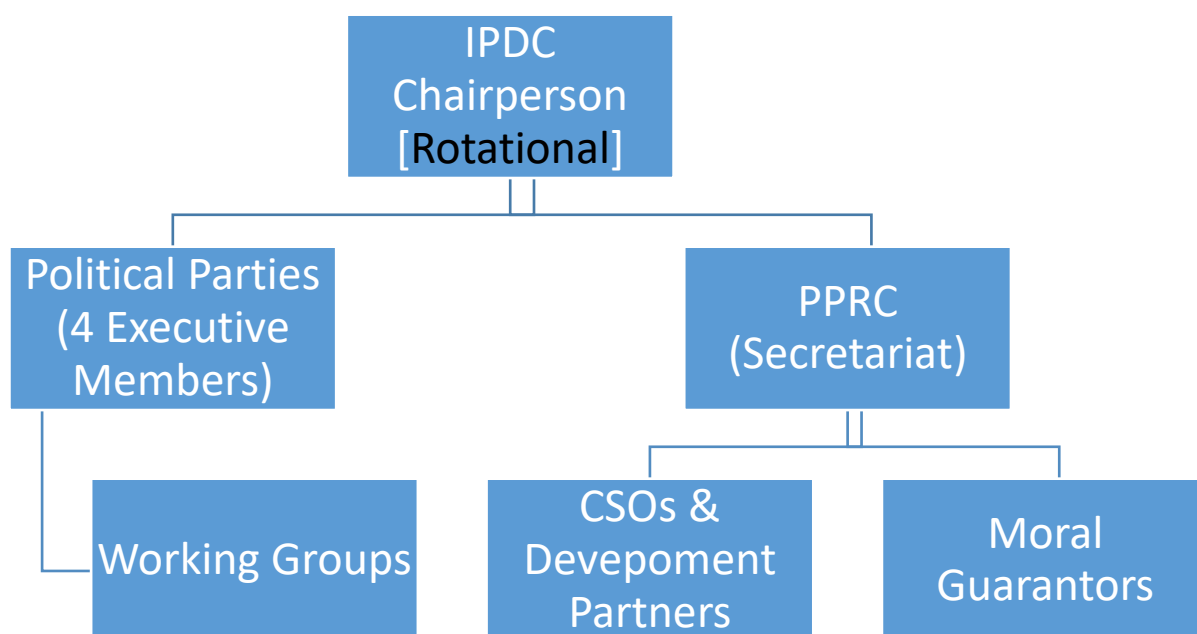 IPDC
Chairperson
[Rotational]
Political Parties
(4 Executive
Members)
PPRC
(Secretariat)
Working Groups
CSOs &
Devepoment
Partners
Moral
Guarantors